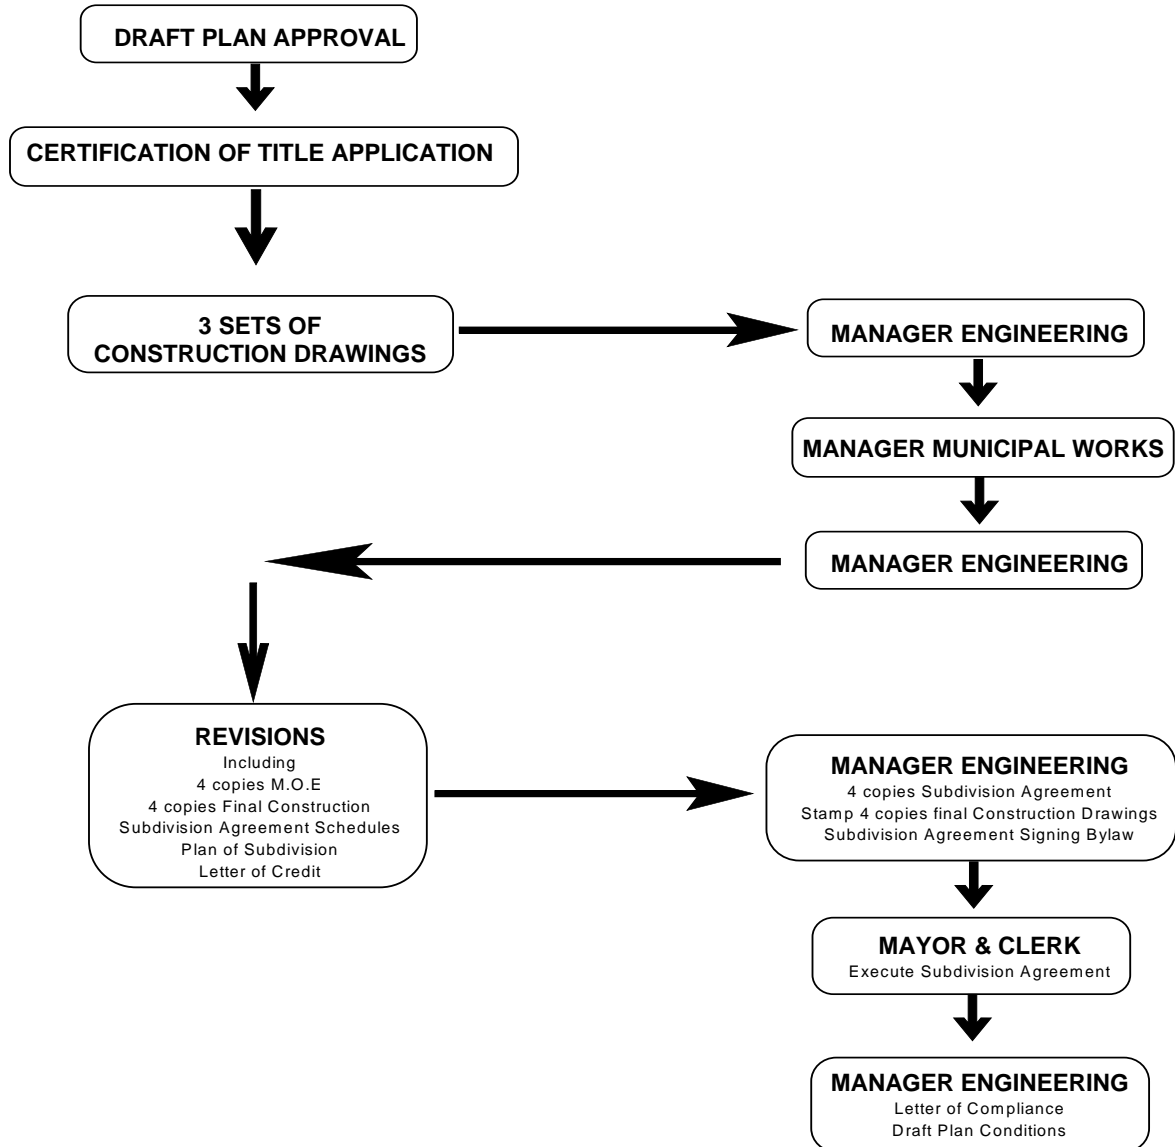 DRAFT PLAN APPROVAL
CERTIFICATION OF TITLE APPLICATION
3 SETS OF
CONSTRUCTION DRAWINGS
MANAGER ENGINEERING
MANAGER MUNICIPAL WORKS
MANAGER ENGINEERING
REVISIONS
Including
4 copies M.O.E
4 copies Final Construction
Subdivision Agreement Schedules
Plan of Subdivision
Letter of Credit
MANAGER ENGINEERING
4 copies Subdivision Agreement
Stamp 4 copies final Construction Drawings
Subdivision Agreement Signing Bylaw
MAYOR & CLERK
Execute Subdivision Agreement
MANAGER ENGINEERING
Letter of Compliance
Draft Plan Conditions